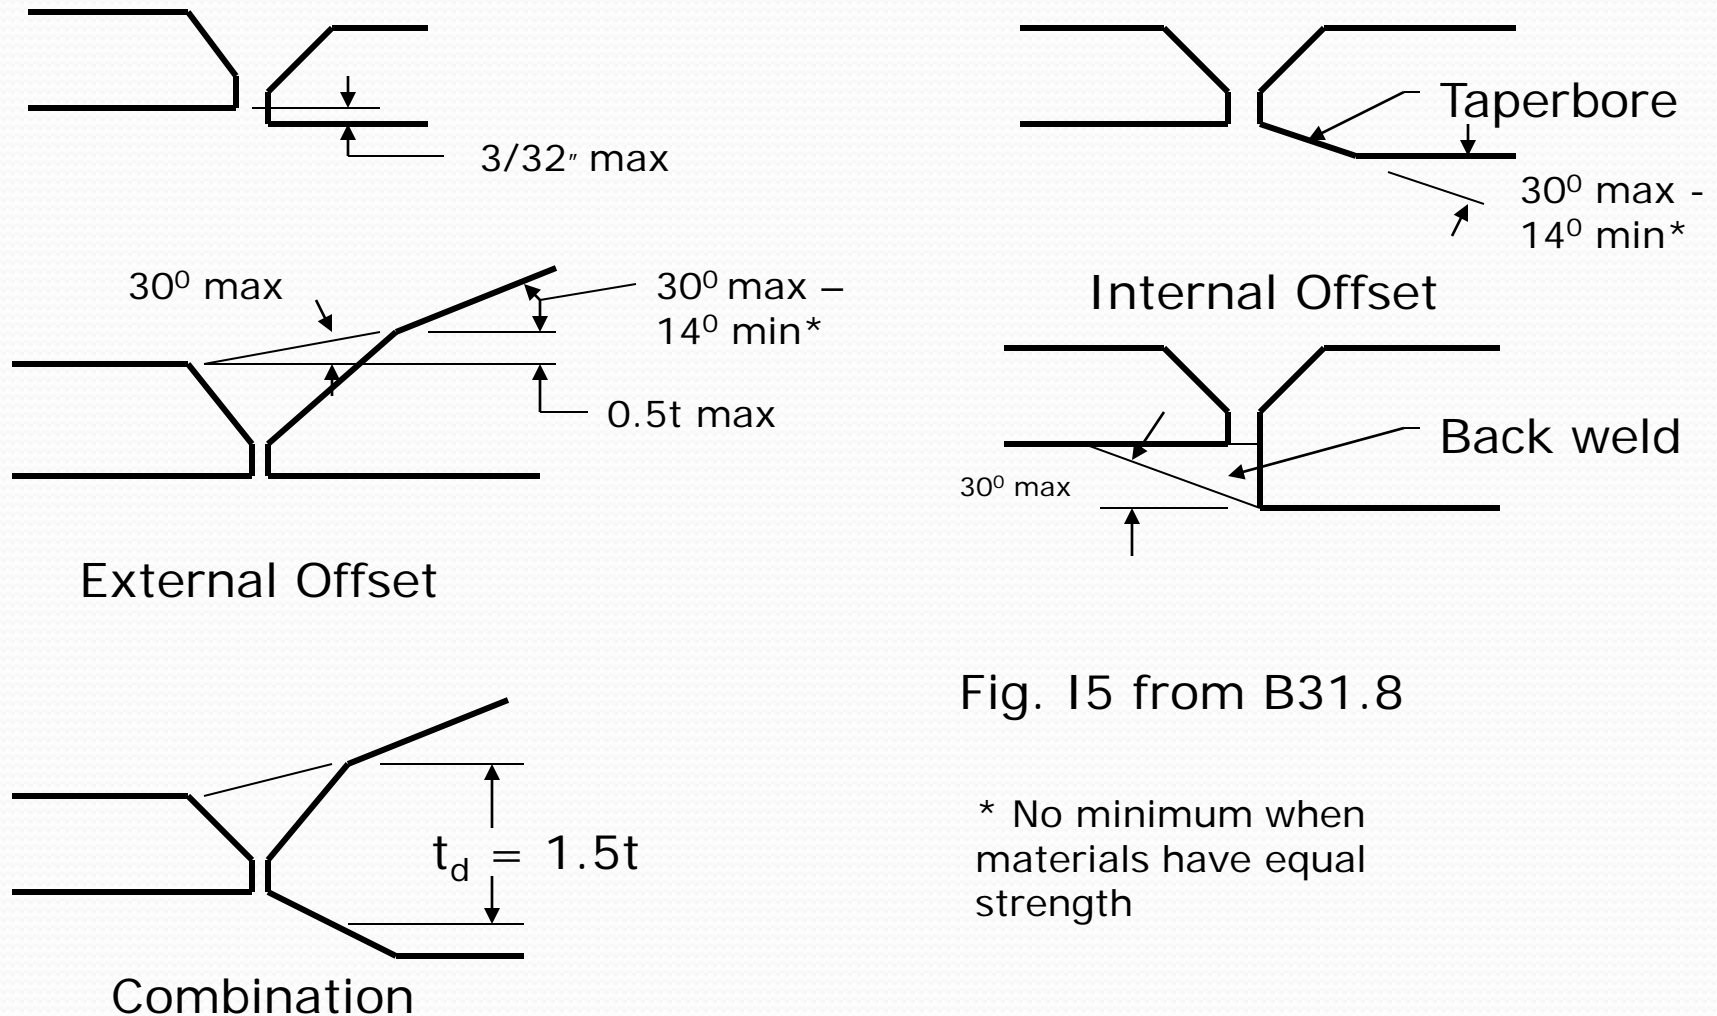 3/32″ max
30⁰ max
30⁰ max –
14⁰ min*
0.5t max
External Offset
t_d = 1.5t
Combination
Taperbore
30⁰ max -
14⁰ min*
Internal Offset
Back weld
30⁰ max
Fig. I5 from B31.8
* No minimum when
materials have equal
strength